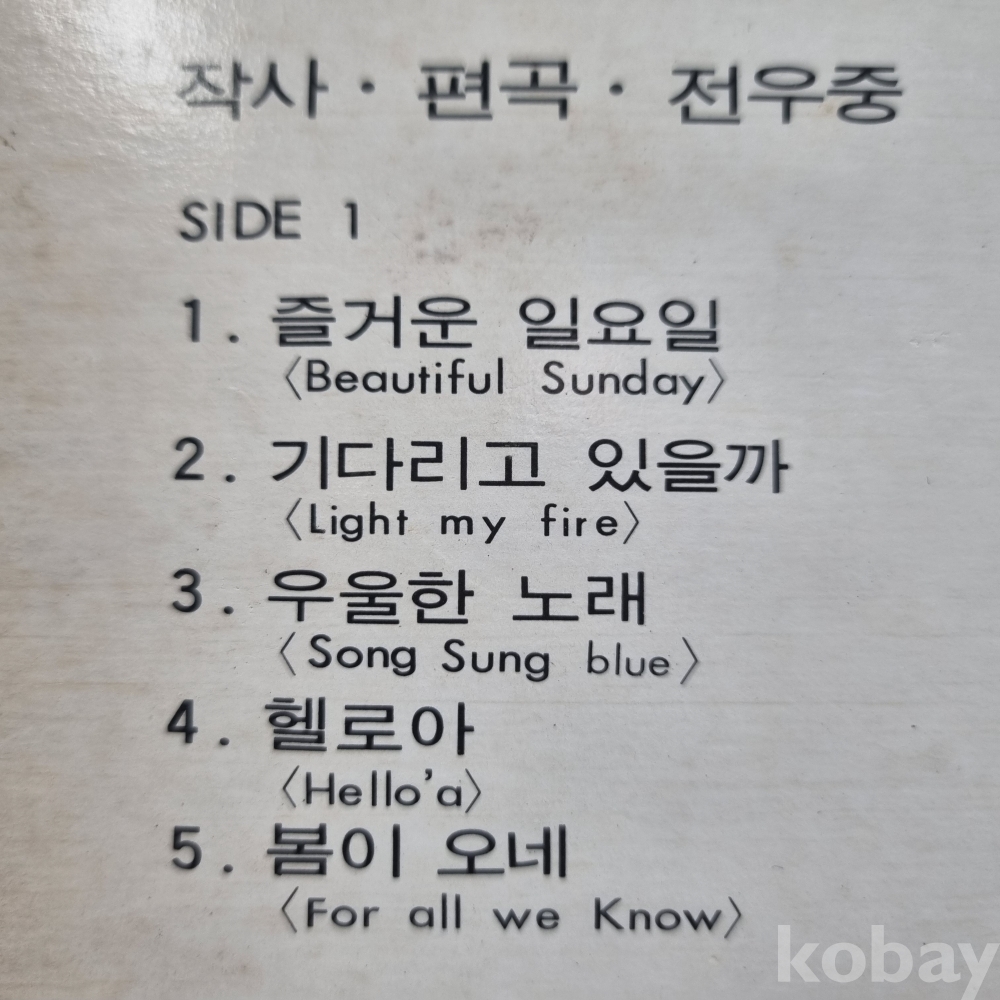 작사 · 편곡 · 전우중
SIDE 1
1. 즐거운 일요일
〈Beautiful Sunday〉
2. 기다리고 있을까
〈Light my fire〉
3. 우울한 노래
〈Song Sung blue〉
4. 헬로아
〈Hello'a〉
5. 봄이 오네
〈For all we Know〉
kobay